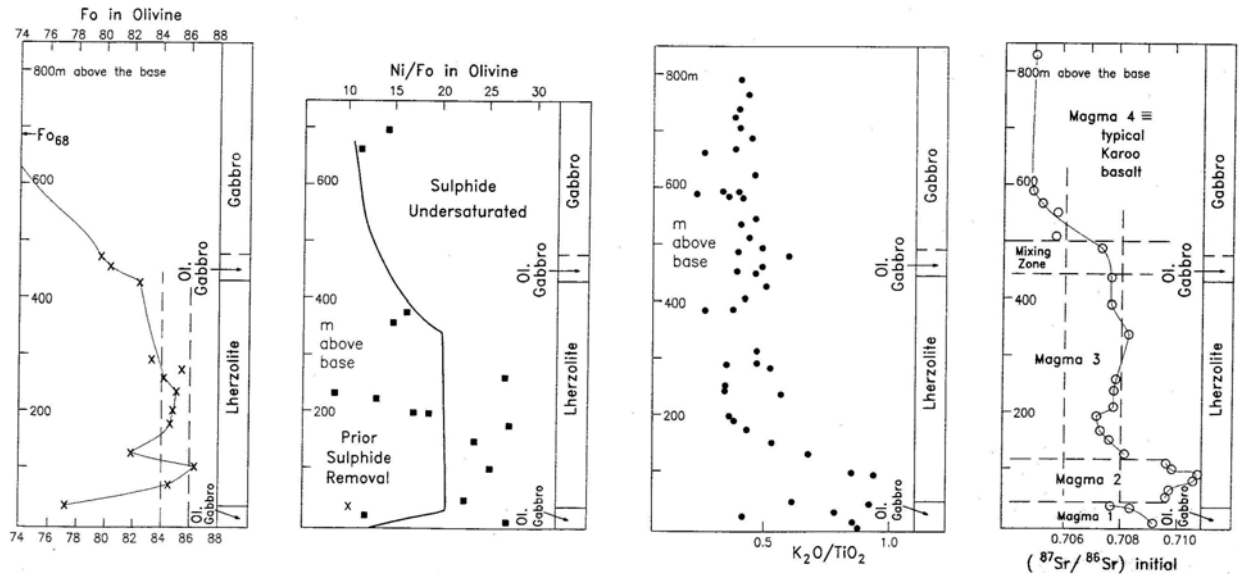 Fo in Olivine
74 76 78 80 82 84 86 88
800m above the base
Fo68
600
400
200
74 76 78 80 82 84 86 88
Gabbro
Ol.
Gabbro
Lherzolite
Ol.
Gabbro
Ni/Fo in Olivine
10 20 30
600
Sulphide
Undersaturated
400
m
above
base
200
Prior
Sulphide
Removal
Gabbro
Ol.
Gabbro
Lherzolite
Ol.
Gabbro
800m
600
m
above
base
400
200
0.5 1.0
K2O/TiO2
Gabbro
Ol.
Gabbro
Lherzolite
Ol.
Gabbro
800m above the base
Magma 4 ≡
typical
Karoo
basalt
600
Mixing
Zone
400
Magma 3
200
Magma 2
Magma 1
0.706 0.708 0.710
(87Sr/86Sr) initial
Gabbro
Ol.
Gabbro
Lherzolite
Ol.
Gabbro